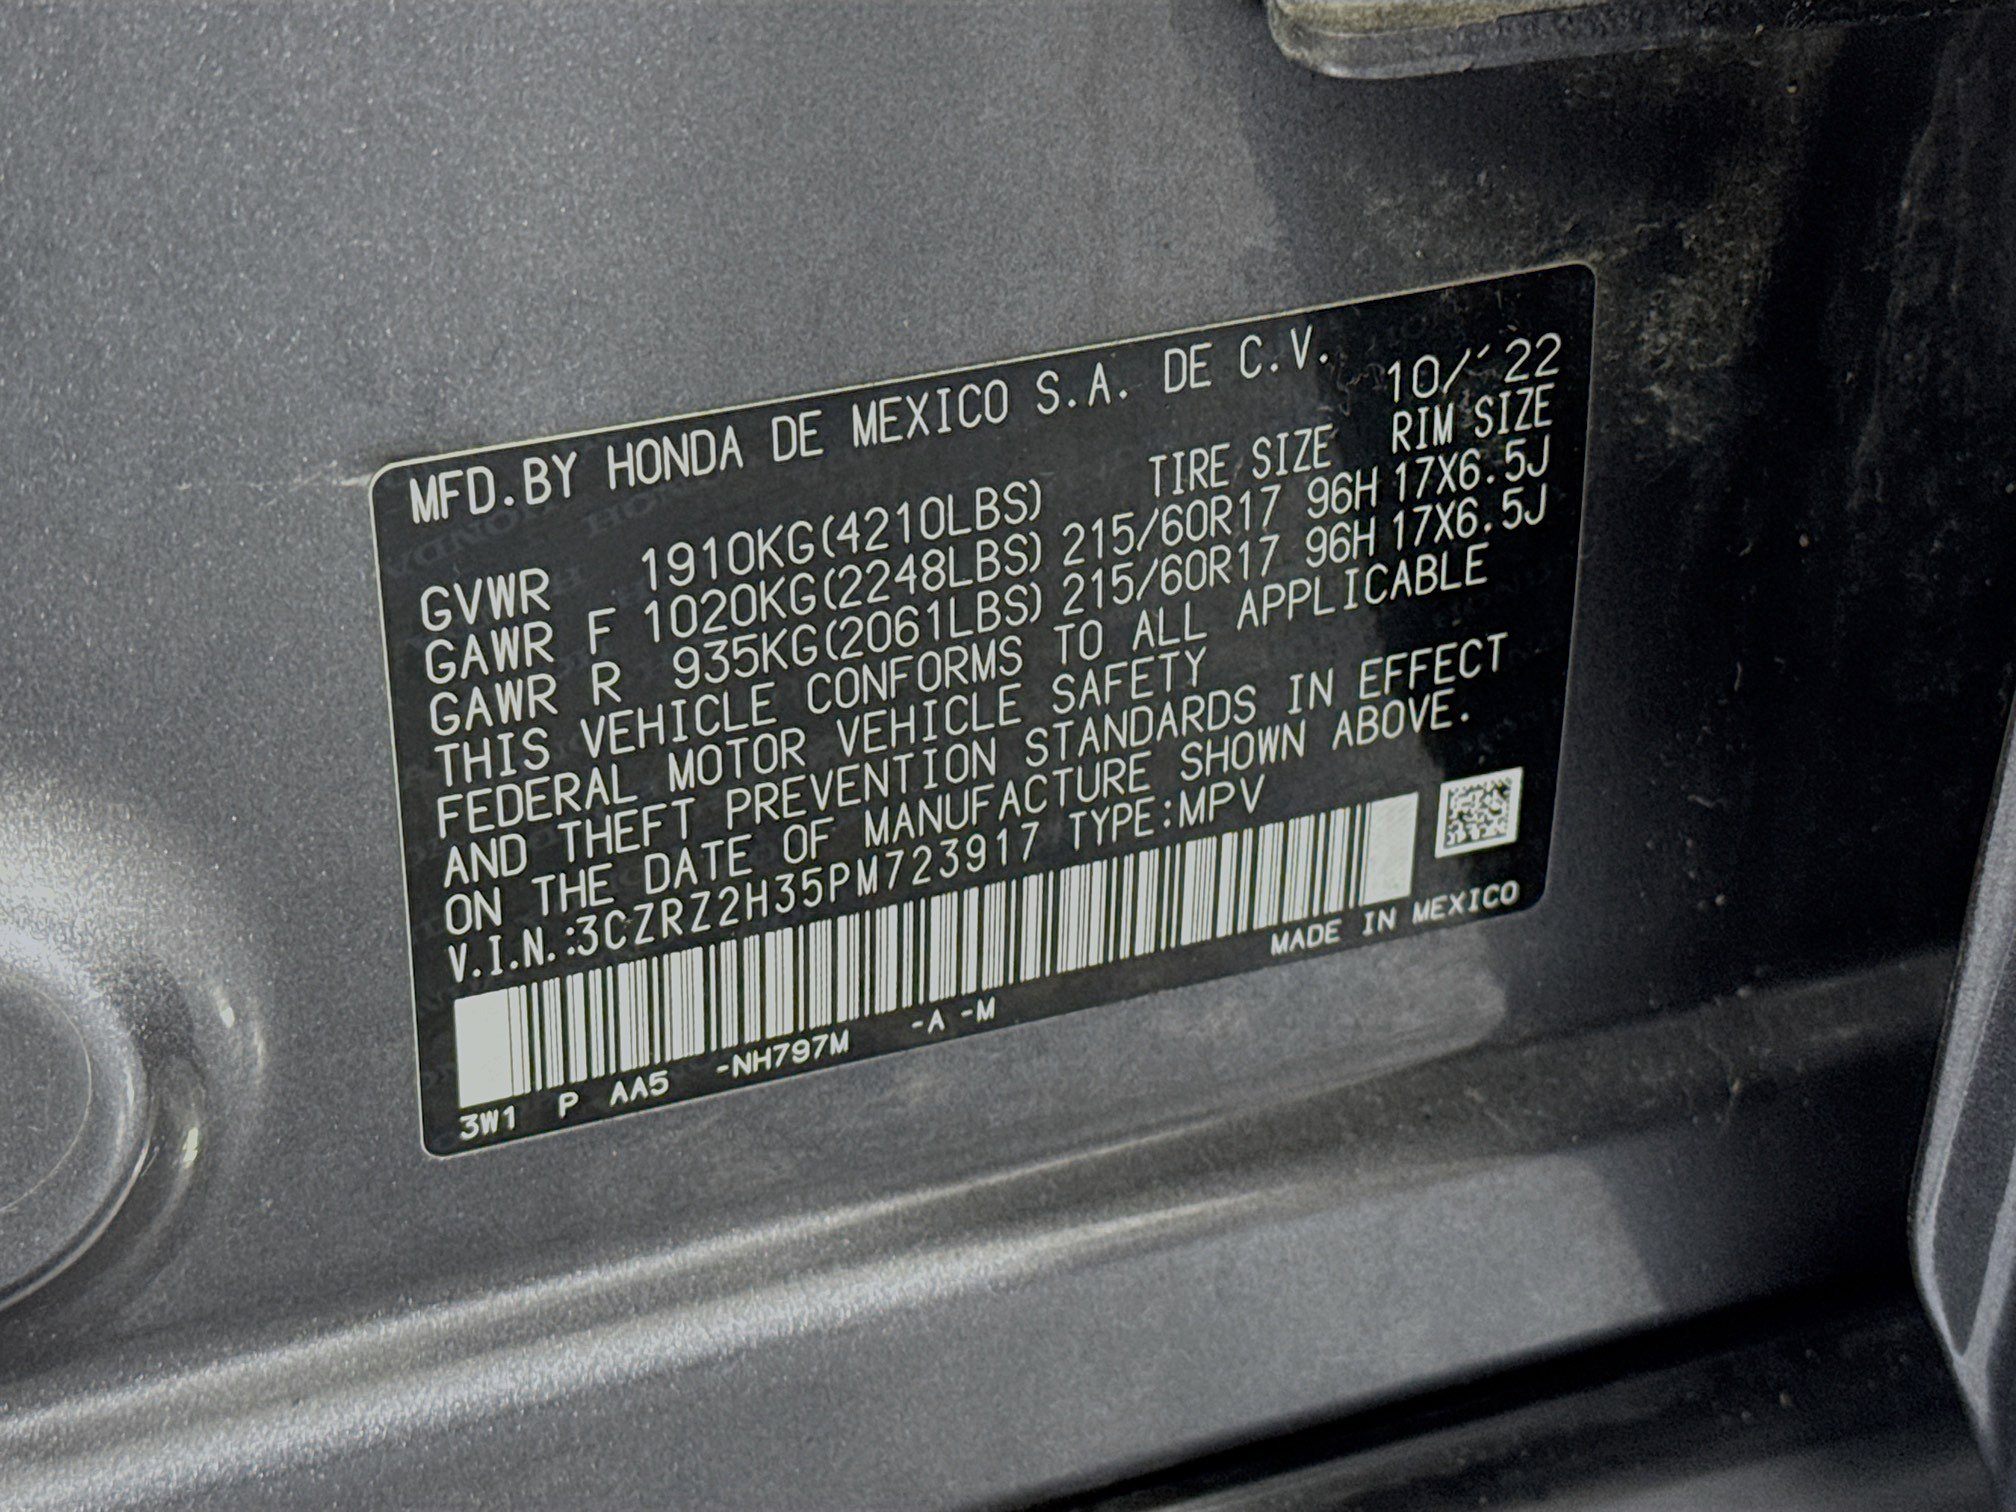 MFD.BY HONDA DE MEXICO S.A. DE C.V. 10/'22
TIRE SIZE RIM SIZE
GVWR 1910KG(4210LBS)
GAWR F 1020KG(2248LBS) 215/60R17 96H 17X6.5J
GAWR R 935KG(2061LBS) 215/60R17 96H 17X6.5J
THIS VEHICLE CONFORMS TO ALL APPLICABLE
FEDERAL MOTOR VEHICLE SAFETY
AND THEFT PREVENTION STANDARDS IN EFFECT
ON THE DATE OF MANUFACTURE SHOWN ABOVE.
V.I.N.:3CZRZ2H35PM723917 TYPE:MPV
MADE IN MEXICO
3W1 P AA5 -NH797M -A -M